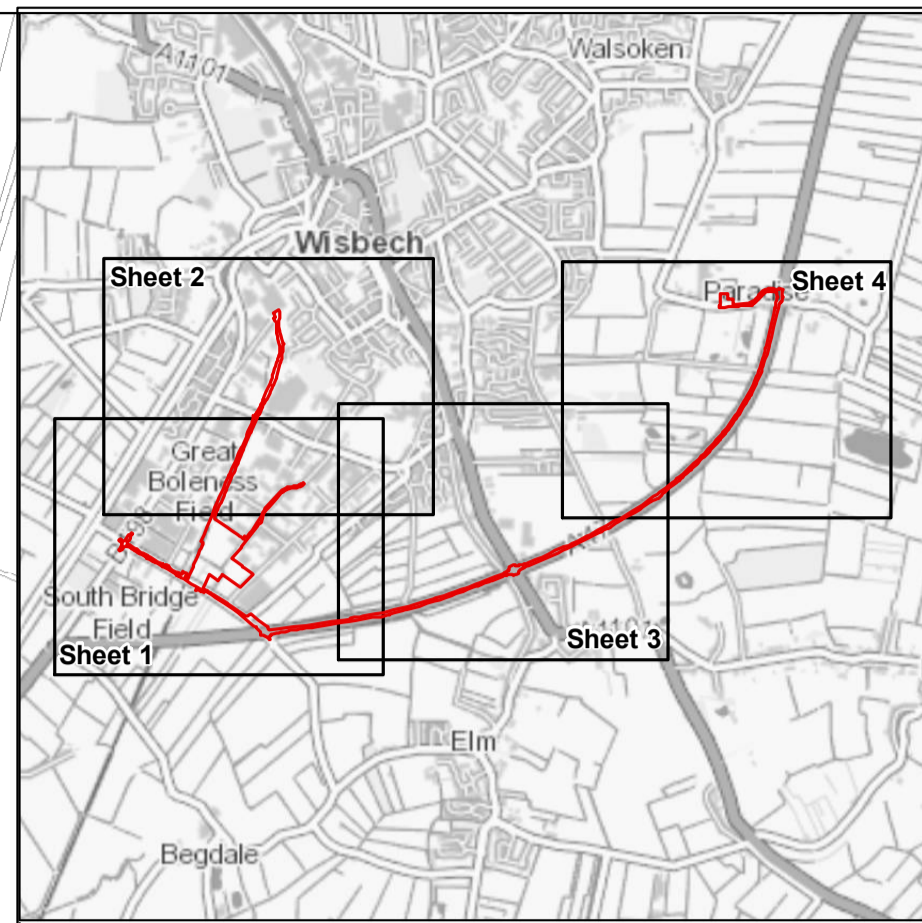 Walsoken
A1101
Wisbech
Sheet 2
Paradise
Sheet 4
Great
Boleness
Field
South Bridge
Field
Sheet 1
Sheet 3
Elm
Begdale